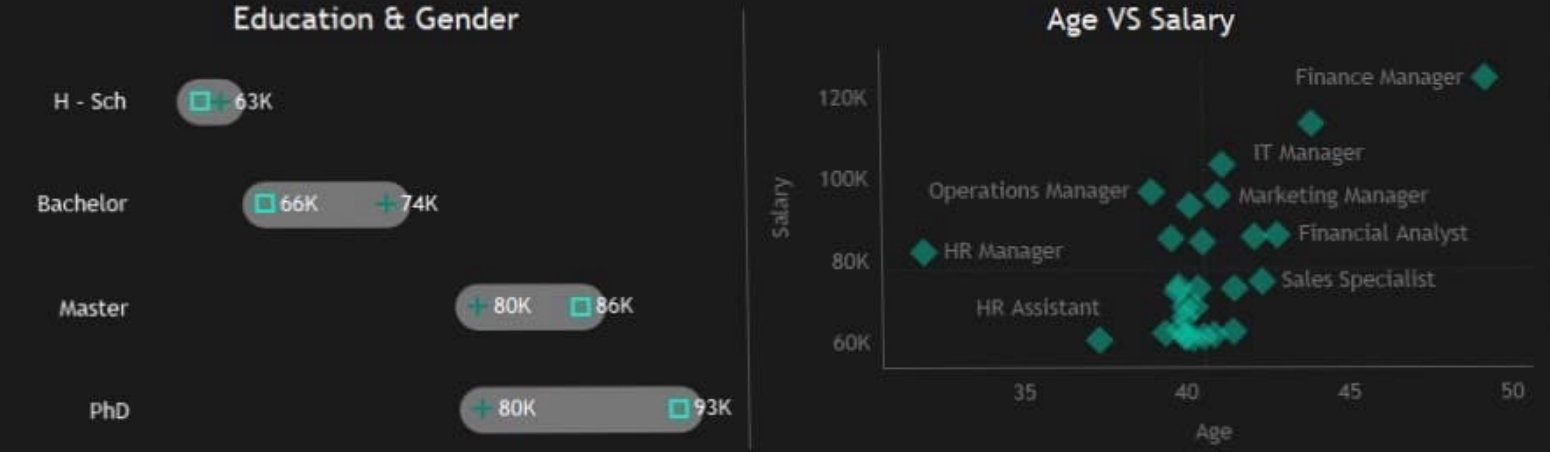 Education & Gender
H - Sch
63K
Bachelor
66K
74K
Master
80K
86K
PhD
80K
93K
Age VS Salary
Salary
120K
100K
80K
60K
Finance Manager
IT Manager
Operations Manager
Marketing Manager
Financial Analyst
HR Manager
Sales Specialist
HR Assistant
35
40
45
50
Age